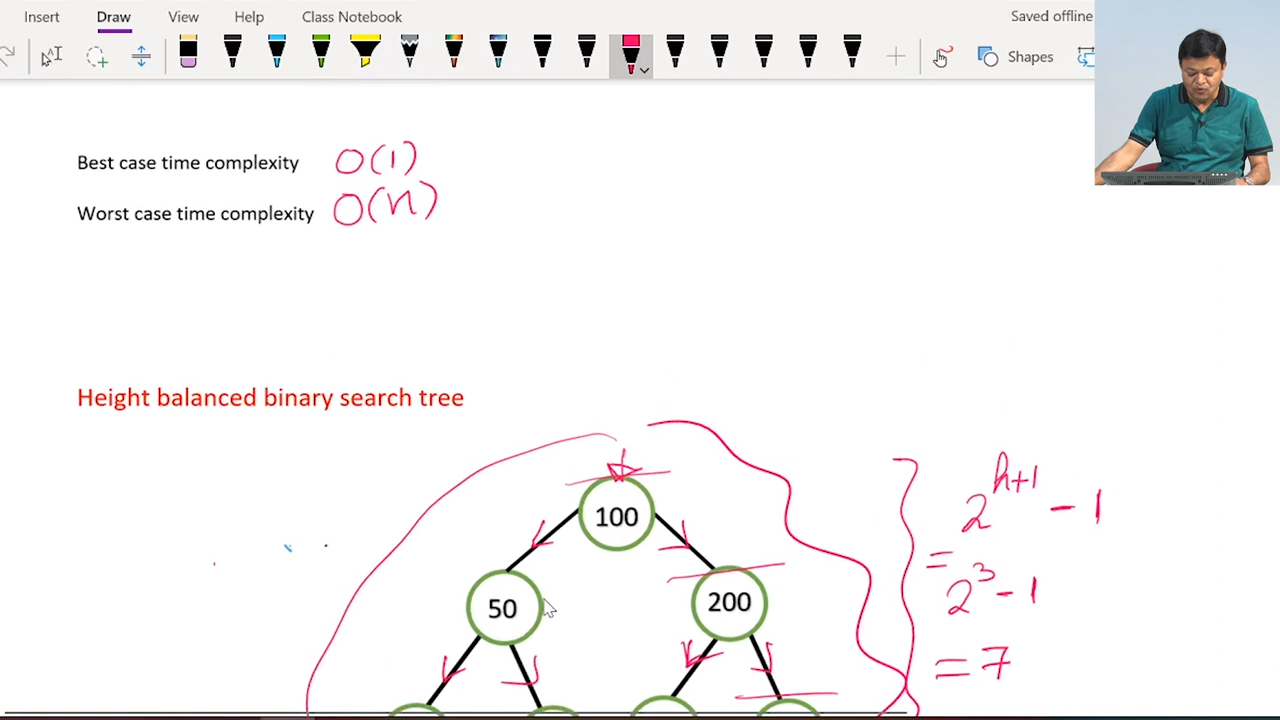 Insert Draw View Help Class Notebook Saved offline
Shapes
Best case time complexity O(1)
Worst case time complexity O(n)
Height balanced binary search tree
100
50
200
2^{h+1} - 1
= 2^3 - 1
= 7